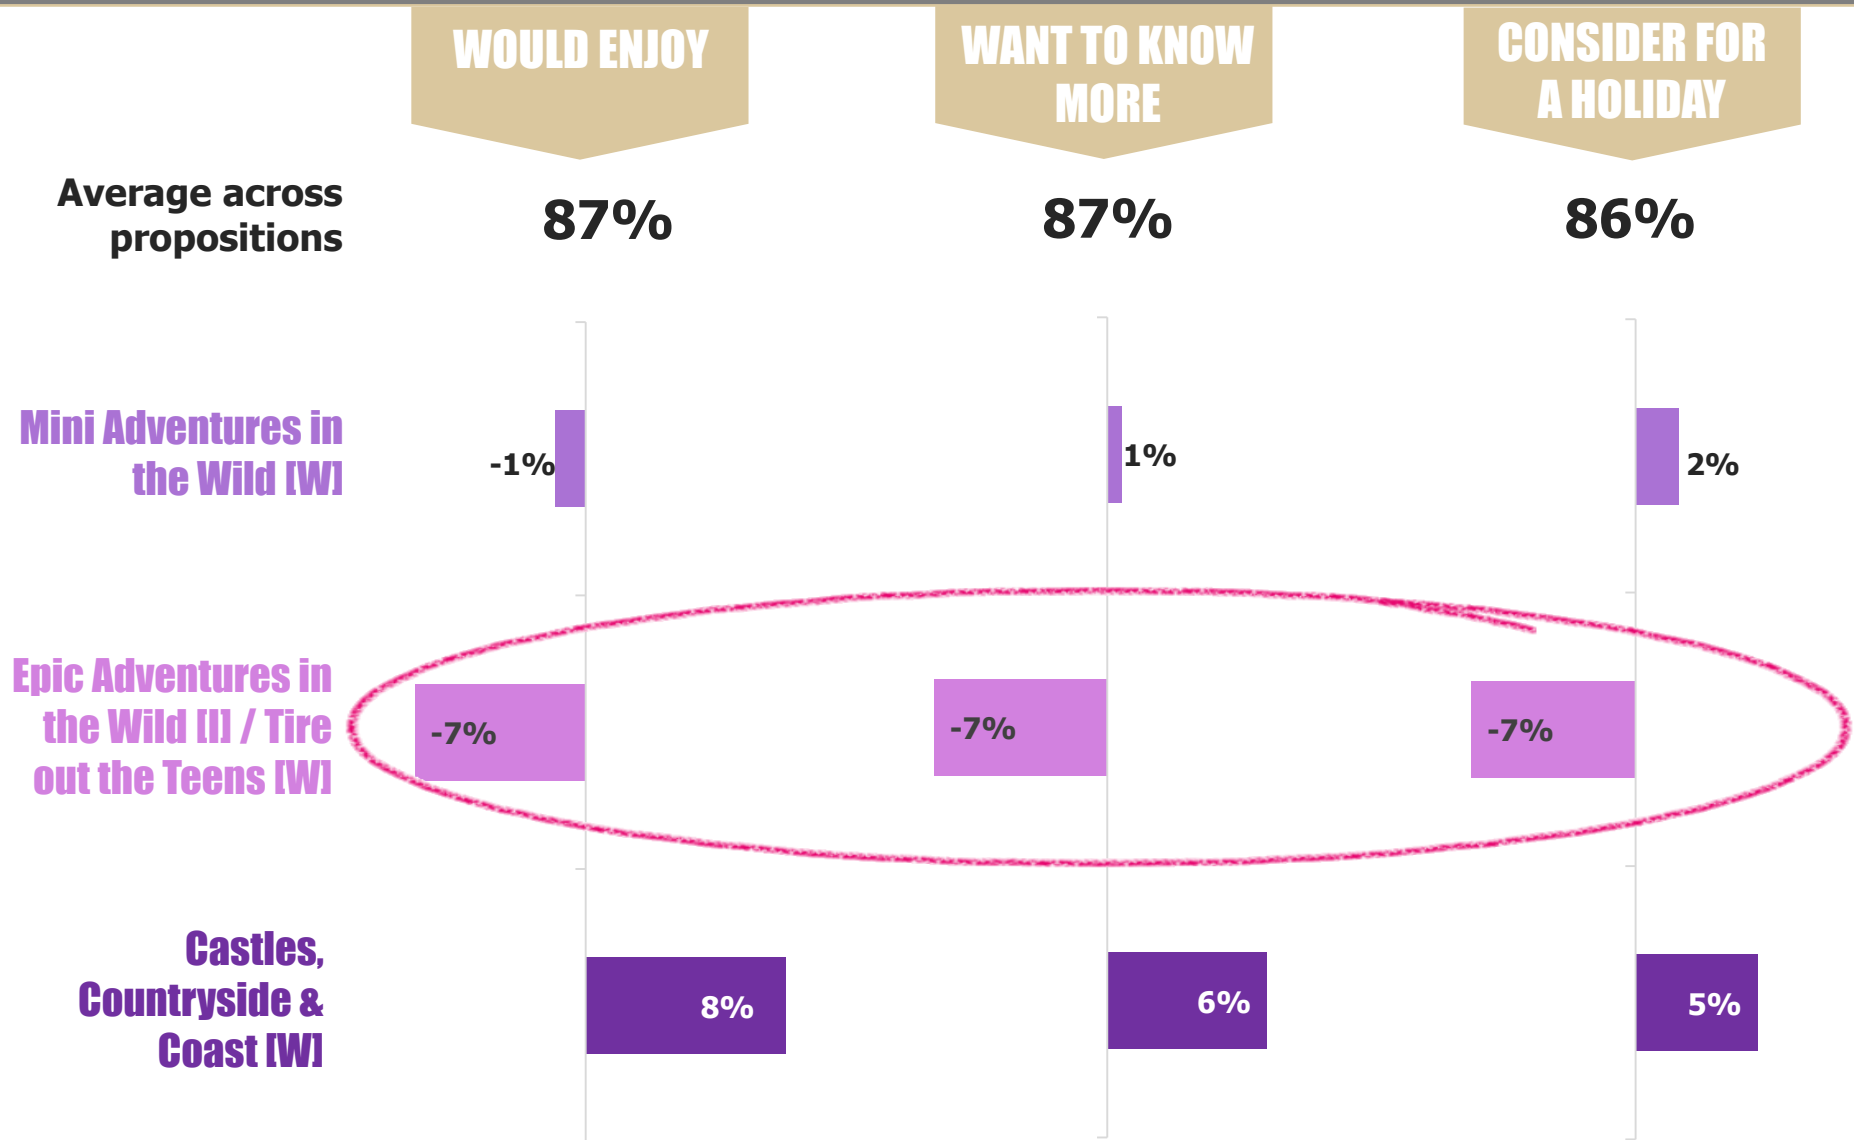 WOULD ENJOY
WANT TO KNOW
MORE
CONSIDER FOR
A HOLIDAY
Average across
propositions
87%
87%
86%
Mini Adventures in
the Wild [W]
-1%
1%
2%
Epic Adventures in
the Wild [I] / Tire
out the Teens [W]
-7%
-7%
-7%
Castles,
Countryside &
Coast [W]
8%
6%
5%